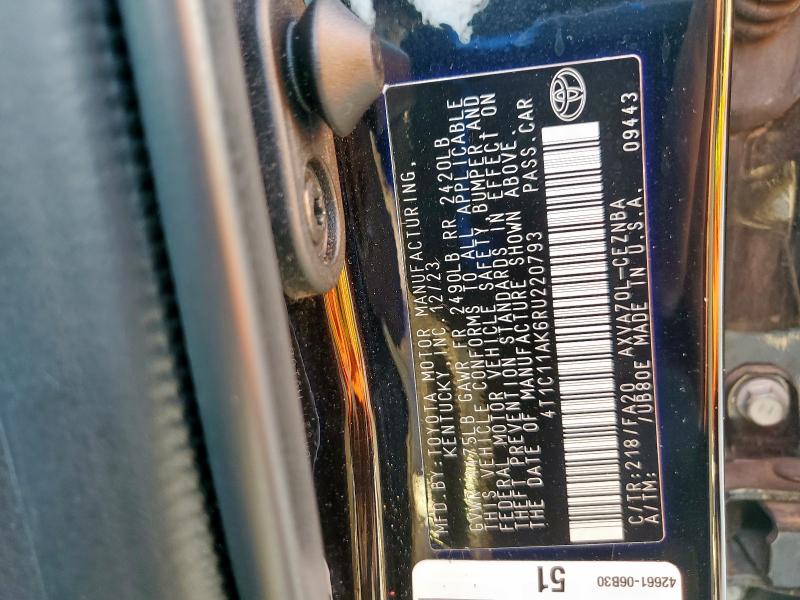 MFD BY: TOYOTA MOTOR MANUFACTURING,
KENTUCKY, INC. 12/23
GVWR 75LB GAWR FR 2490LB RR 2420LB
THIS VEHICLE CONFORMS TO ALL APPLICABLE
FEDERAL MOTOR VEHICLE SAFETY, BUMPER AND
THEFT PREVENTION STANDARDS IN EFFECT ON
THE DATE OF MANUFACTURE SHOWN ABOVE.
4T1C11AK6RU220793 PASS.CAR
C/TR:218/FA20 AXVA70L-CEZNBA 09443
A/TM: /UB80E MADE IN U.S.A.
51
42661-06B30